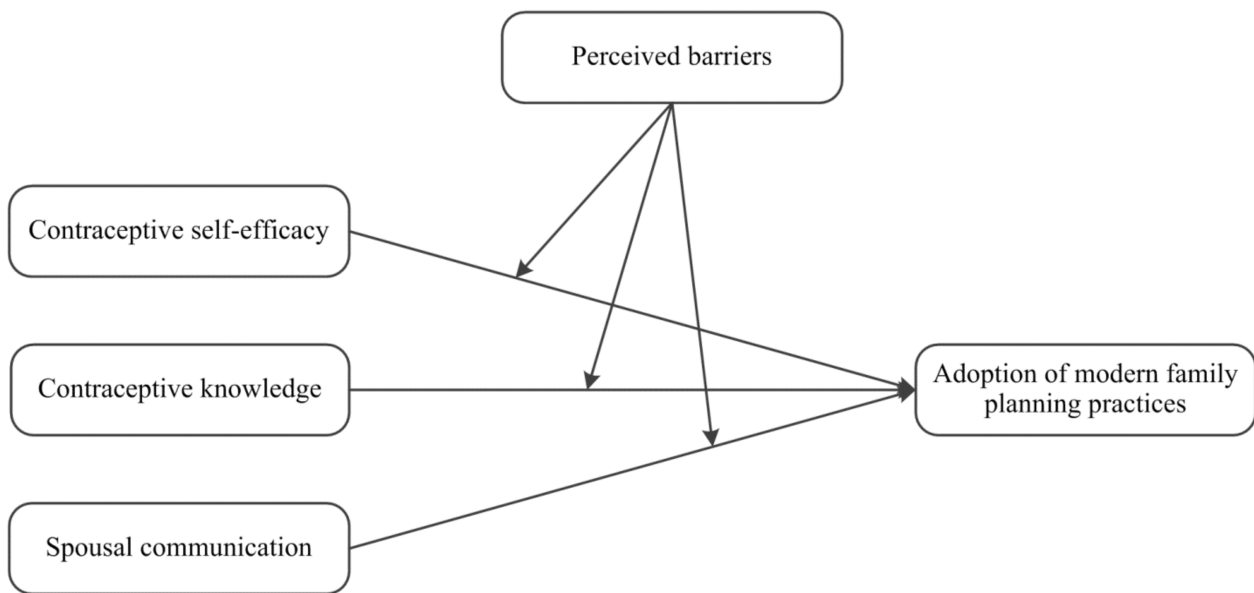 Perceived barriers
Contraceptive self-efficacy
Contraceptive knowledge
Adoption of modern family
planning practices
Spousal communication